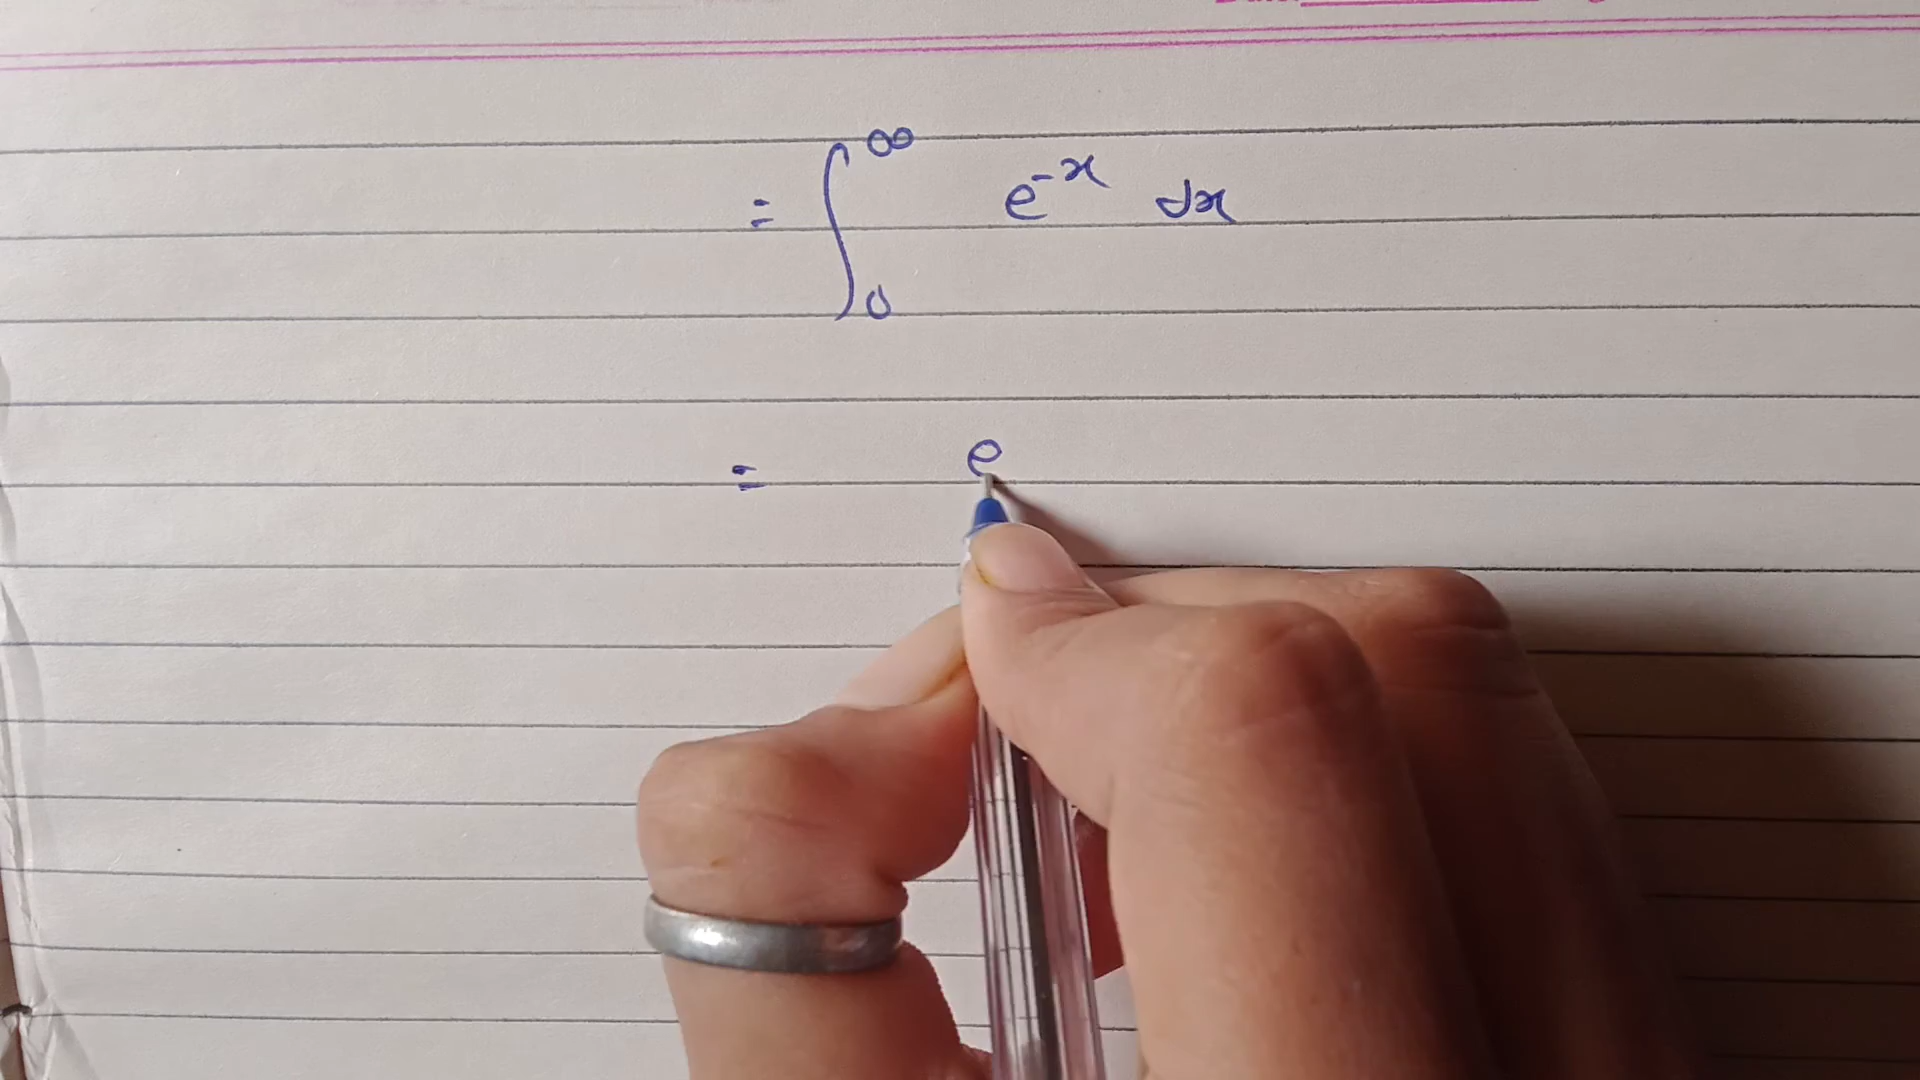 = ∫₀^∞ e^{-x} dx
= e